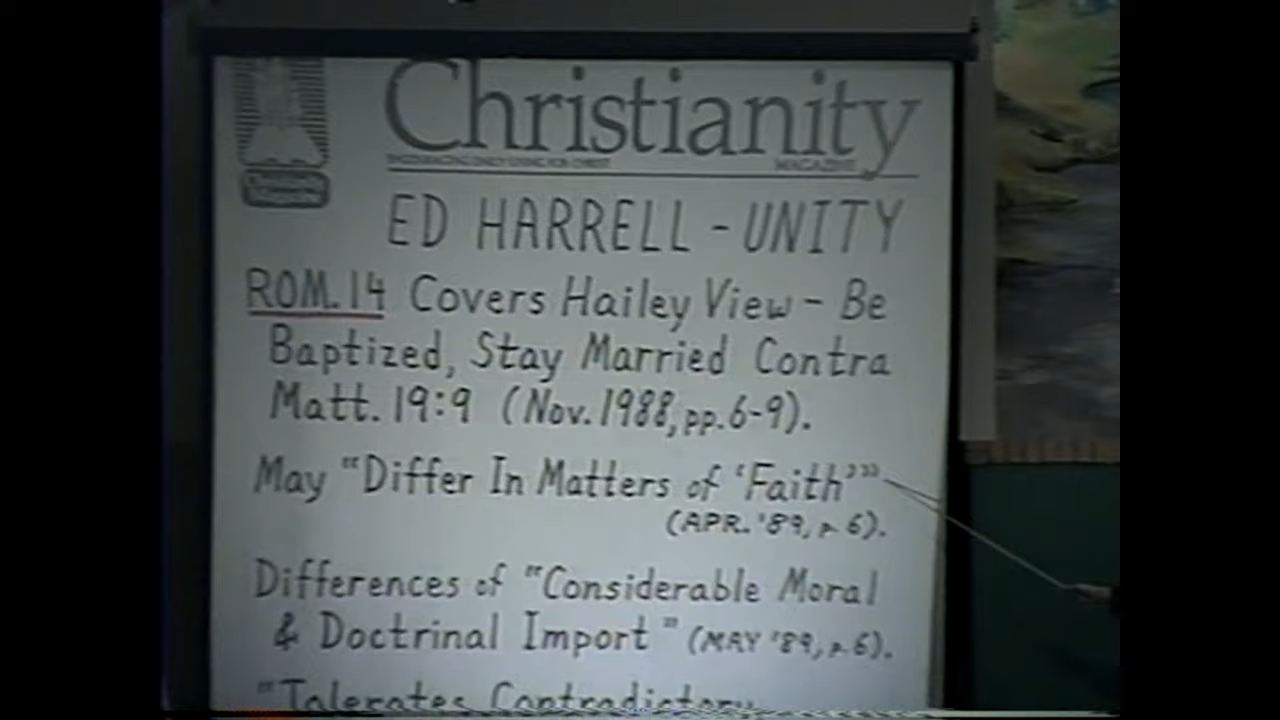 Christianity
MAGAZINE
ED HARRELL - UNITY
ROM. 14 Covers Hailey View - Be
Baptized, Stay Married Contra
Matt. 19:9 (Nov. 1988, pp. 6-9).
May "Differ In Matters of 'Faith'"
(APR. '89, p. 6).
Differences of "Considerable Moral
& Doctrinal Import" (MAY '89, p. 6).
"Tolerates Contradictory